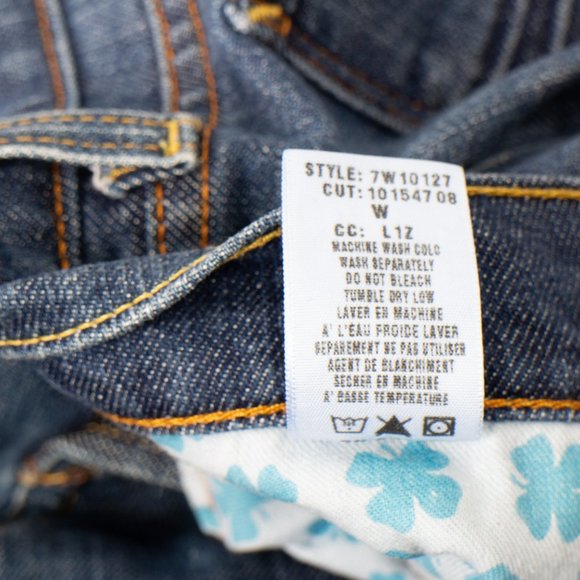 STYLE: 7W10127
CUT: 10154708
W
CC: L1Z
MACHINE WASH COLD
WASH SEPARATELY
DO NOT BLEACH
TUMBLE DRY LOW
LAVER EN MACHINE
A' L'EAU FROIDE LAVER
SEPAREMENT NE PAS UTILISER
AGENT DE BLANCHIMENT
SECHER EN MACHINE
A' BASSE TEMPERATURE